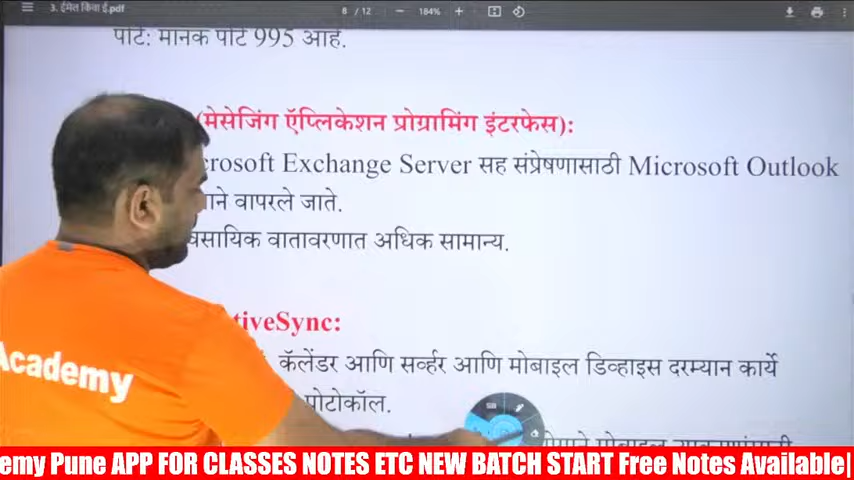 3. ईमेल किंवा ई.pdf
8 / 12
184%
पोर्ट: मानक पोर्ट 995 आहे.
(मेसेजिंग ऍप्लिकेशन प्रोग्रामिंग इंटरफेस):
crosoft Exchange Server सह संप्रेषणासाठी Microsoft Outlook
ाने वापरले जाते.
वसायिक वातावरणात अधिक सामान्य.
tiveSync:
कॅलेंडर आणि सर्व्हर आणि मोबाइल डिव्हाइस दरम्यान कार्ये
प्रोटोकॉल.
Academy
emy Pune APP FOR CLASSES NOTES ETC NEW BATCH START Free Notes Available|